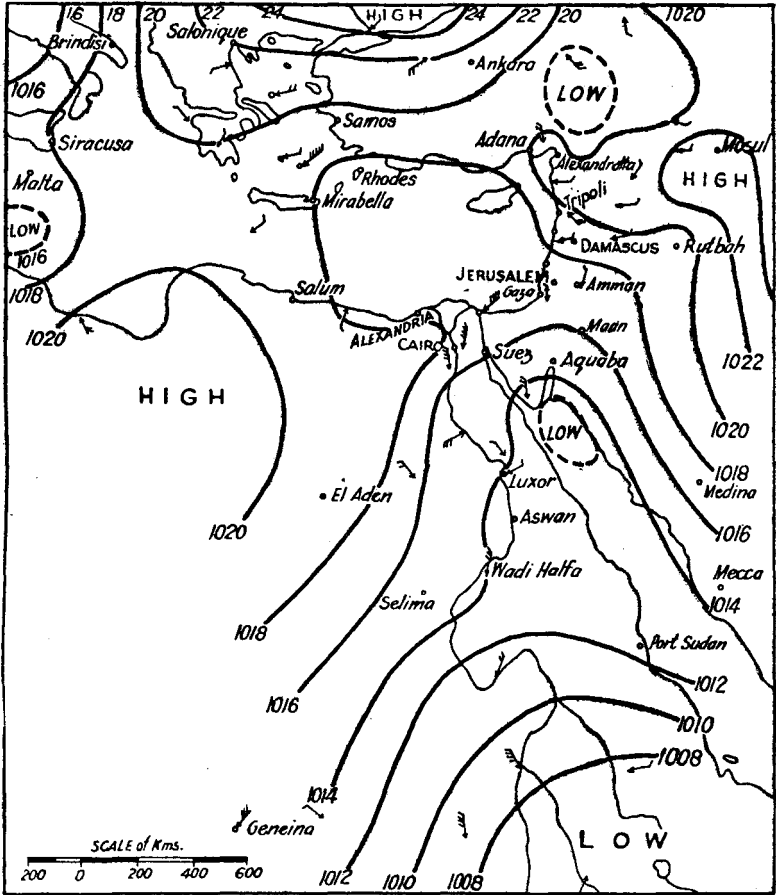 16 18 20 22 24 HIGH 24 22 20 1020
Brindisi
Salonique
Ankara
1016
LOW
Samos
Siracusa
Adana
Mosul
Alexandretta
Malta
Rhodes
HIGH
Mirabella
Tripoli
LOW
DAMASCUS
Rutbah
1016
JERUSALEM
1018
Salum
Gaza
Amman
1020
ALEXANDRIA
Maan
CAIRO
Suez
Aquaba
1022
HIGH
LOW
1020
1018
Luxor
Medina
El Aden
Aswan
1020
1016
Wadi Halfa
Mecca
Selima
1014
1018
Port Sudan
1012
1016
1010
1008
1014
Geneina
LOW
SCALE of Kms.
200 0 200 400 600
1012 1010 1008